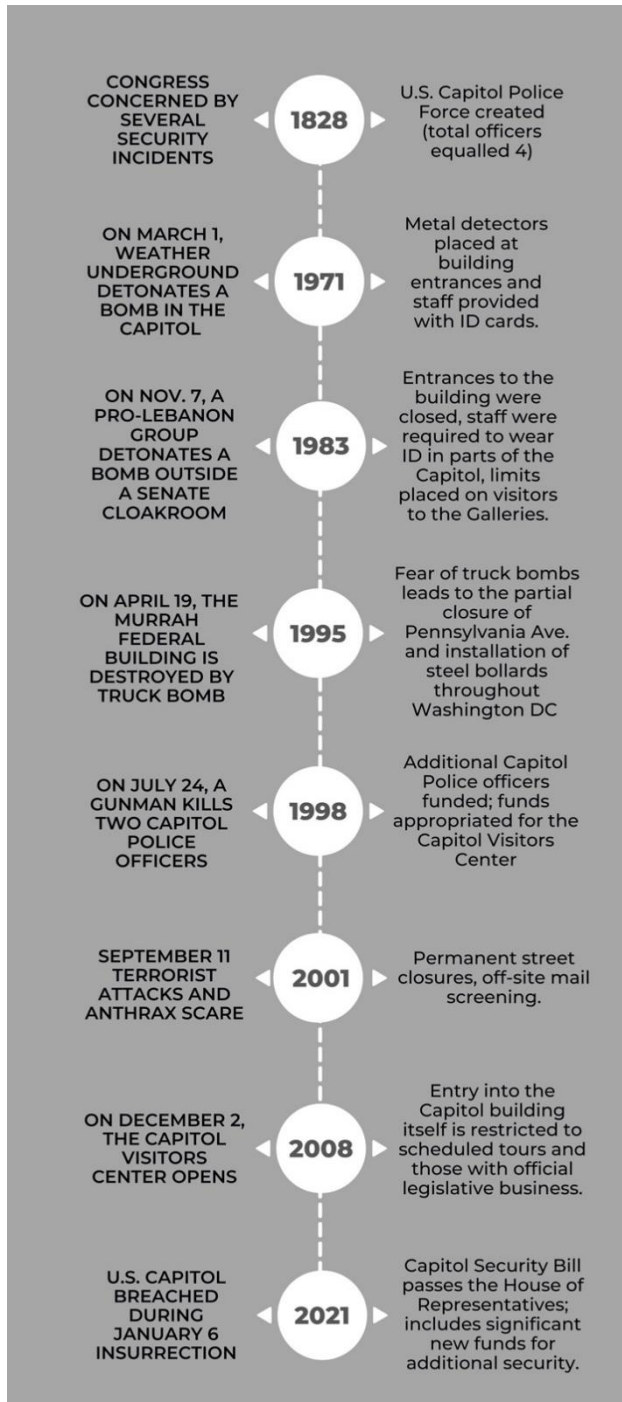 CONGRESS
CONCERNED BY
SEVERAL
SECURITY
INCIDENTS
1828
U.S. Capitol Police
Force created
(total officers
equalled 4)
ON MARCH 1,
WEATHER
UNDERGROUND
DETONATES A
BOMB IN THE
CAPITOL
1971
Metal detectors
placed at
building
entrances and
staff provided
with ID cards.
ON NOV. 7, A
PRO-LEBANON
GROUP
DETONATES A
BOMB OUTSIDE
A SENATE
CLOAKROOM
1983
Entrances to the
building were
closed, staff were
required to wear
ID in parts of the
Capitol, limits
placed on visitors
to the Galleries.
ON APRIL 19, THE
MURRAH
FEDERAL
BUILDING IS
DESTROYED BY
TRUCK BOMB
1995
Fear of truck bombs
leads to the partial
closure of
Pennsylvania Ave.
and installation of
steel bollards
throughout
Washington DC
ON JULY 24, A
GUNMAN KILLS
TWO CAPITOL
POLICE
OFFICERS
1998
Additional Capitol
Police officers
funded; funds
appropriated for the
Capitol Visitors
Center
SEPTEMBER 11
TERRORIST
ATTACKS AND
ANTHRAX SCARE
2001
Permanent street
closures, off-site mail
screening.
ON DECEMBER 2,
THE CAPITOL
VISITORS
CENTER OPENS
2008
Entry into the
Capitol building
itself is restricted to
scheduled tours and
those with official
legislative business.
U.S. CAPITOL
BREACHED
DURING
JANUARY 6
INSURRECTION
2021
Capitol Security Bill
passes the House of
Representatives;
includes significant
new funds for
additional security.